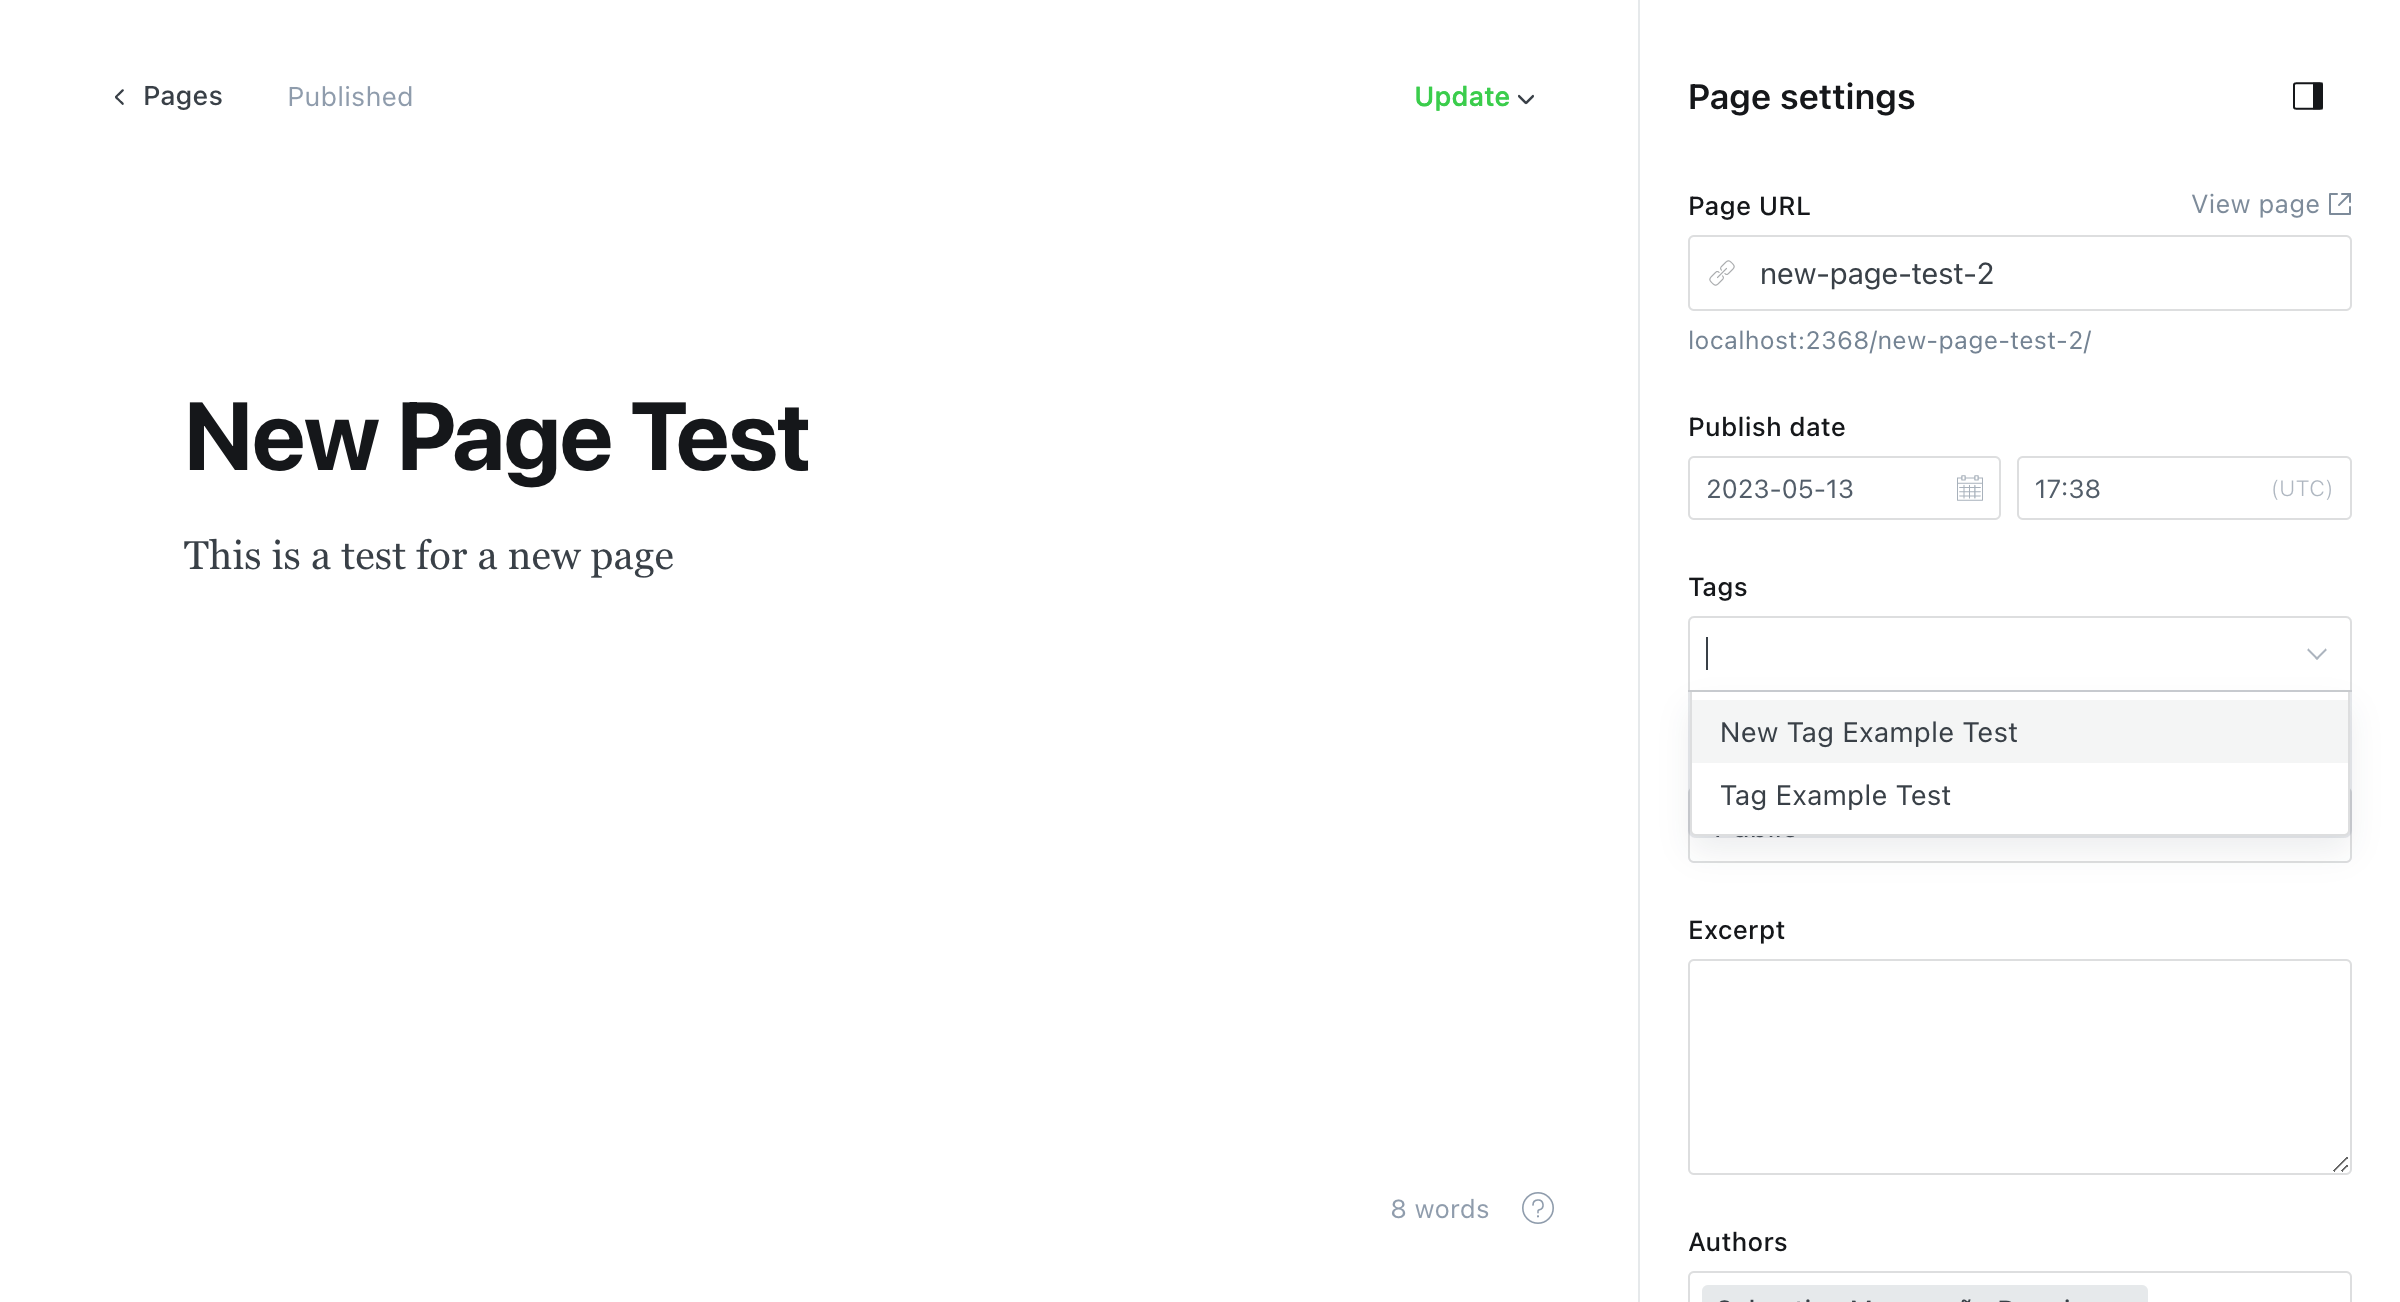 Pages
Published
Update
New Page Test
This is a test for a new page
8 words
?
Page settings
Page URL
View page
new-page-test-2
localhost:2368/new-page-test-2/
Publish date
2023-05-13
17:38
(UTC)
Tags
New Tag Example Test
Tag Example Test
Excerpt
Authors